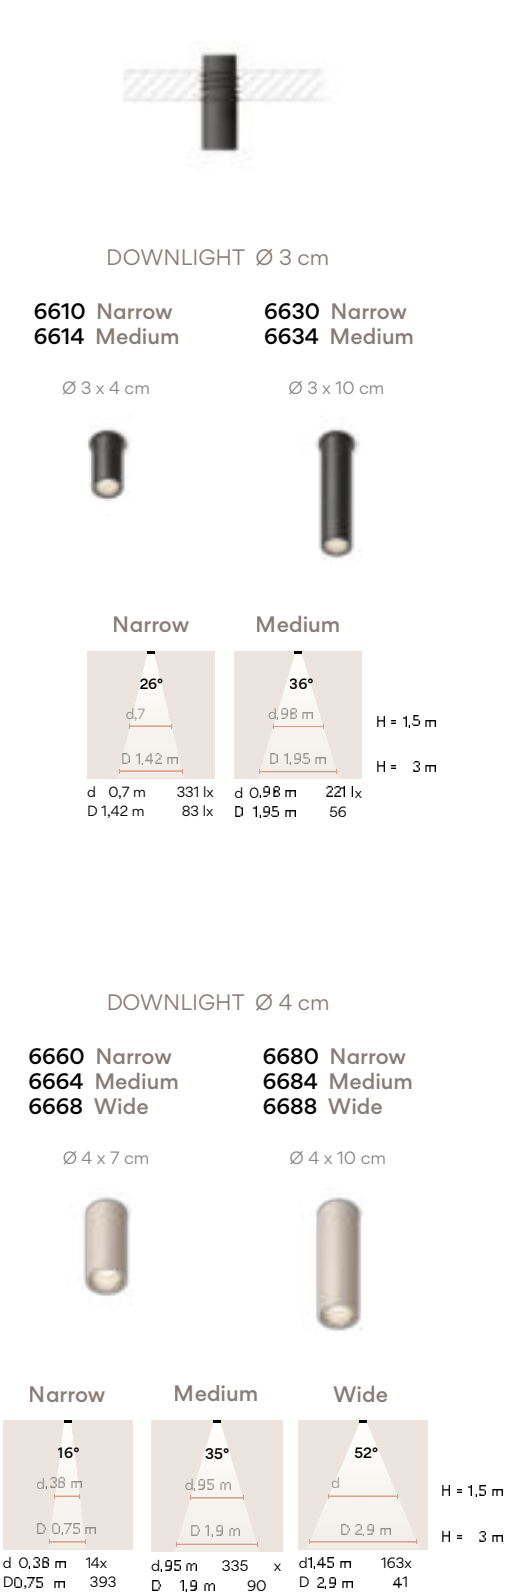 DOWNLIGHT Ø 3 cm
6610 Narrow
6614 Medium
6630 Narrow
6634 Medium
Ø 3 x 4 cm
Ø 3 x 10 cm
Narrow
Medium
26°
36°
d,7
d,98 m
H = 1,5 m
D 1,42 m
D 1,95 m
H = 3 m
d 0,7 m 331 lx
D 1,42 m 83 lx
d 0,98 m 221 lx
D 1,95 m 56
DOWNLIGHT Ø 4 cm
6660 Narrow
6664 Medium
6668 Wide
6680 Narrow
6684 Medium
6688 Wide
Ø 4 x 7 cm
Ø 4 x 10 cm
Narrow
Medium
Wide
16°
35°
52°
d,38 m
d,95 m
d
H = 1,5 m
D 0,75 m
D 1,9 m
D 2,9 m
H = 3 m
d 0,38 m 14x
D0,75 m 393
d,95 m 335 x
D 1,9 m 90
d1,45 m 163x
D 2,9 m 41